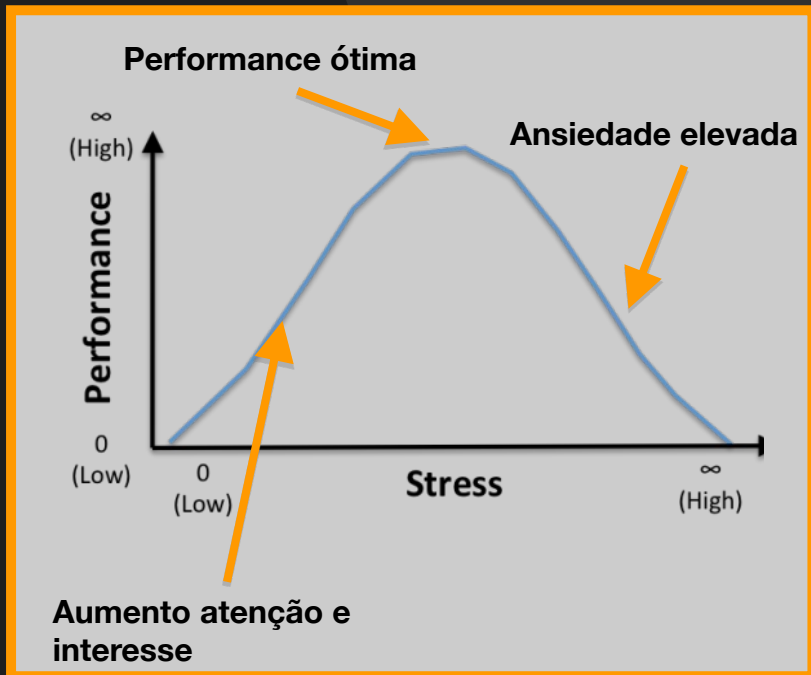 Performance ótima
∞
(High)
Ansiedade elevada
Performance
0
(Low)
0
(Low)
Stress
∞
(High)
Aumento atenção e
interesse